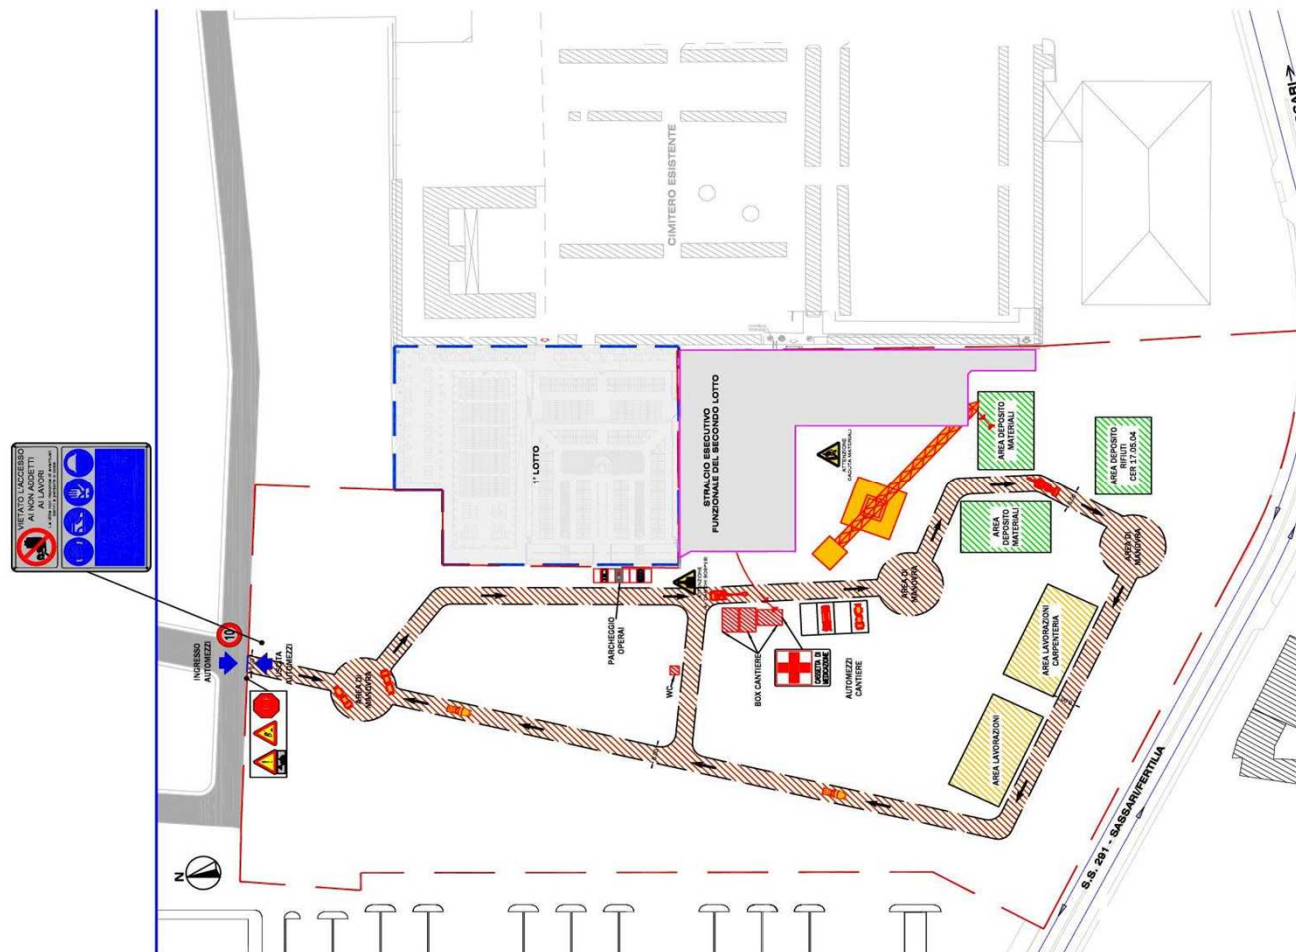 VIETATO L'ACCESSO
AI NON ADDETTI
AI LAVORI
INGRESSO
AUTOMEZZI
10
USCITA
AUTOMEZZI
AREA DI
MANOVRA
N
CIMITERO ESISTENTE
1° LOTTO
STRALCIO ESECUTIVO
FUNZIONALE DEL SECONDO LOTTO
PARCHEGGIO
OPERAI
WC
BOX CANTIERE
CASSETTA DI
MEDICAZIONE
AUTOMEZZI
CANTIERE
ATTENZIONE
CADUTA MATERIALI
AREA DI
MANOVRA
AREA DEPOSITO
MATERIALI
AREA
DEPOSITO
MATERIALI
AREA DEPOSITO
RIFIUTI
CER 17.05.04
AREA DI
MANOVRA
AREA LAVORAZIONI
CARPENTERIA
AREA LAVORAZIONI
S.S. 291 - SASSARI/FERTILIA